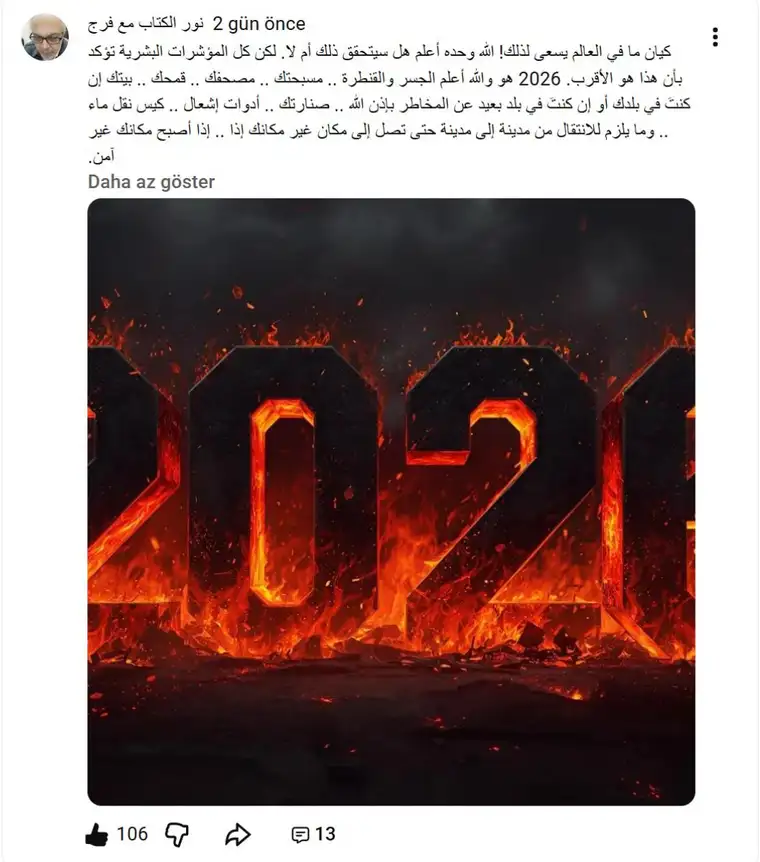 نور الكتاب مع فرج 2 gün önce
كيان ما في العالم يسعى لذلك! الله وحده أعلم هل سيتحقق ذلك أم لا. لكن كل المؤشرات البشرية تؤكد
بأن هذا هو الأقرب. 2026 هو والله أعلم الجسر والقنطرة .. مسبحتك .. مصحفك .. قمحك .. بيتك إن
كنتَ في بلدك أو إن كنتَ في بلد بعيد عن المخاطر بإذن الله .. صنارتك .. أدوات إشعال .. كيس نقل ماء
.. وما يلزم للانتقال من مدينة إلى مدينة حتى تصل إلى مكان غير مكانك إذا .. إذا أصبح مكانك غير
آمن.
Daha az göster
2026
106 13